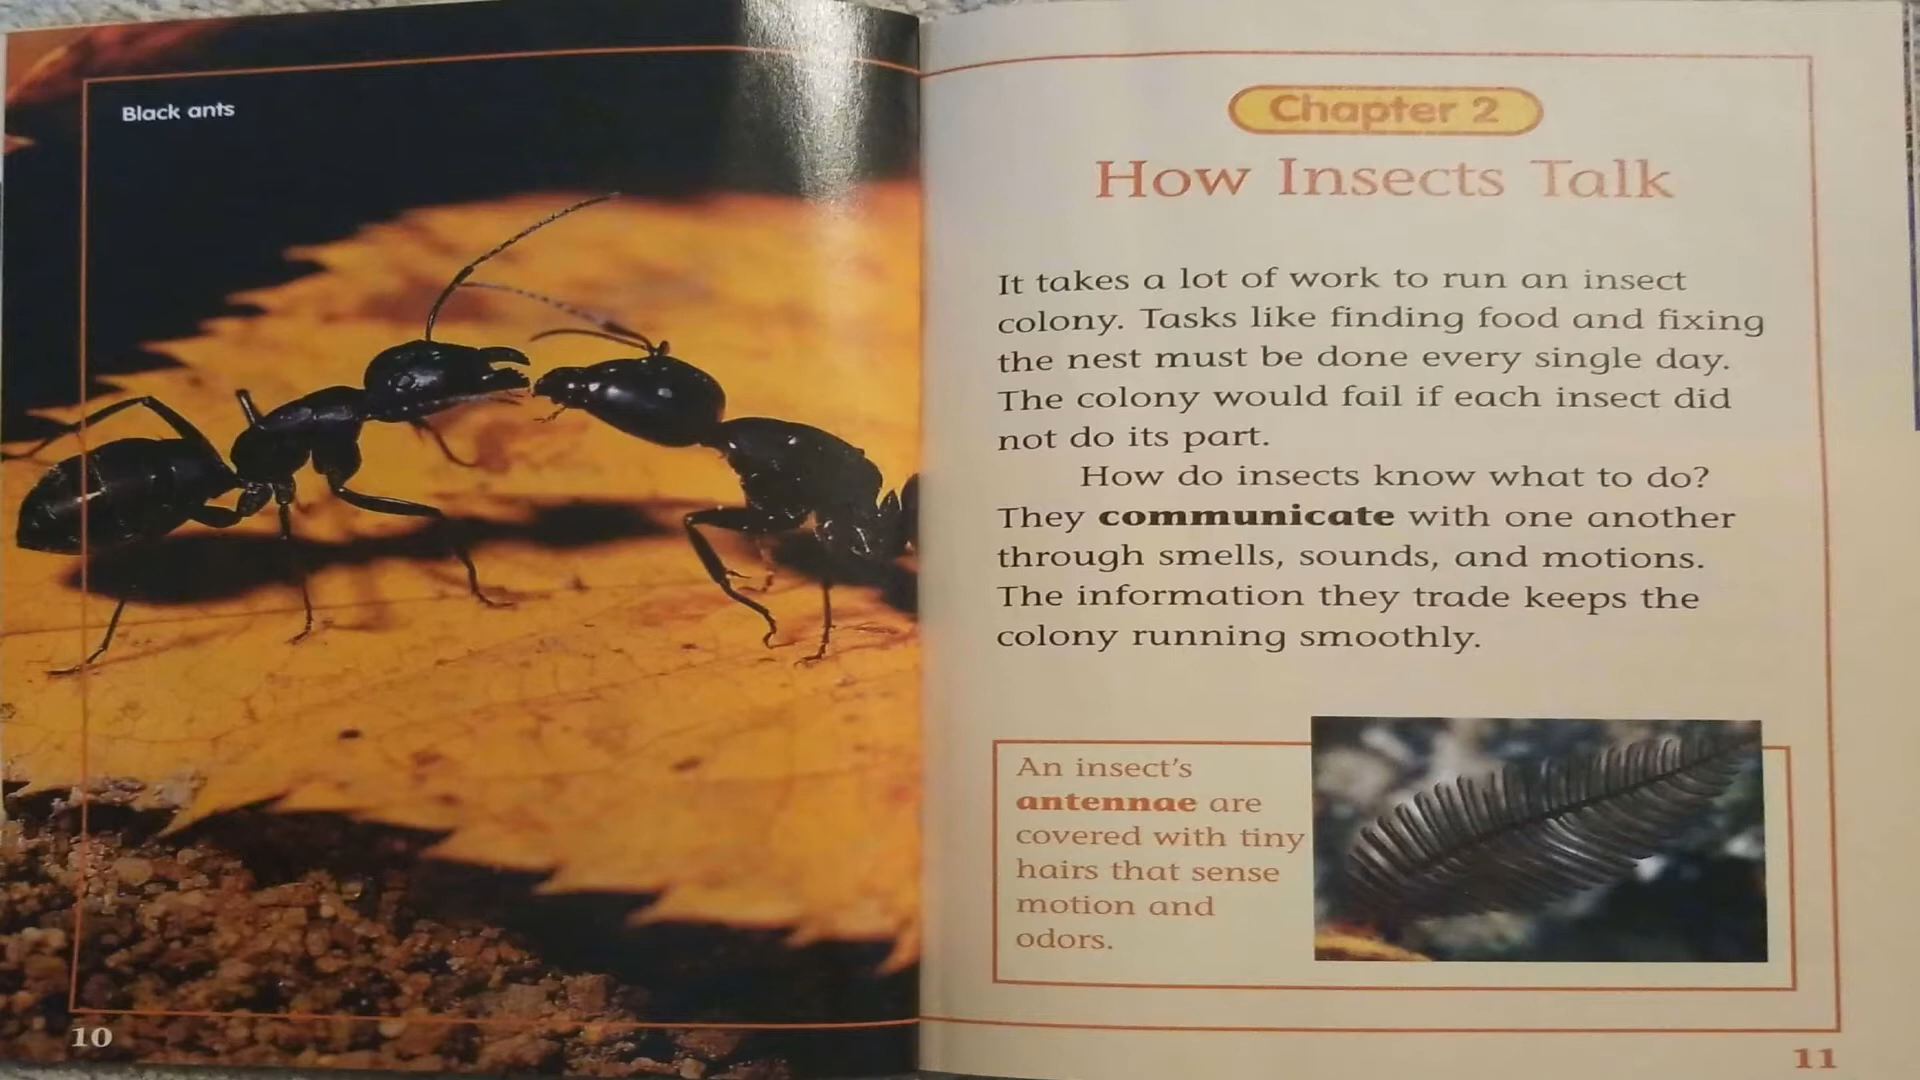 Black ants
10
Chapter 2
How Insects Talk
It takes a lot of work to run an insect
colony. Tasks like finding food and fixing
the nest must be done every single day.
The colony would fail if each insect did
not do its part.
How do insects know what to do?
They communicate with one another
through smells, sounds, and motions.
The information they trade keeps the
colony running smoothly.
An insect's
antennae are
covered with tiny
hairs that sense
motion and
odors.
11